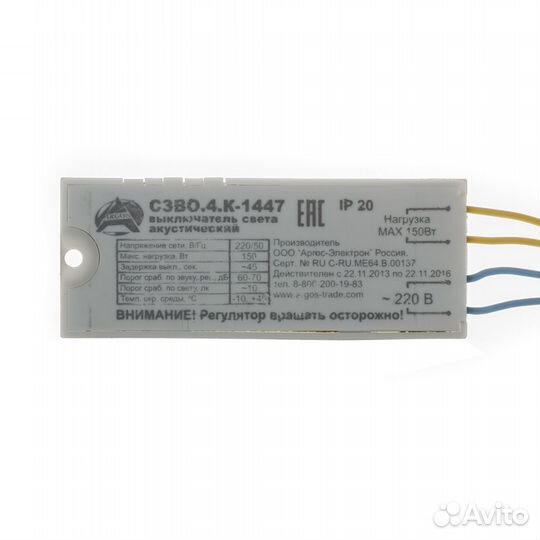 СЗВО.4.К-1447
выключатель света
акустический
EAC
IP 20
Нагрузка
MAX 150Вт
Напряжение сети, В/Гц 220/50
Макс. нагрузка, Вт 150
Задержка выкл., сек. ~45
Порог сраб. по звуку, рег., дБ 60-70
Порог сраб. по свету, лк ~10
Темп. окр. среды, °С
Производитель
ООО "Аргос-Электрон" Россия.
Серт. № RU C-RU.ME64.B.00137
Действителен с 22.11.2013 по 22.11.2016
тел. 8-800-200-19-83
~ 220 В
ВНИМАНИЕ! Регулятор вращать осторожно!
Avito